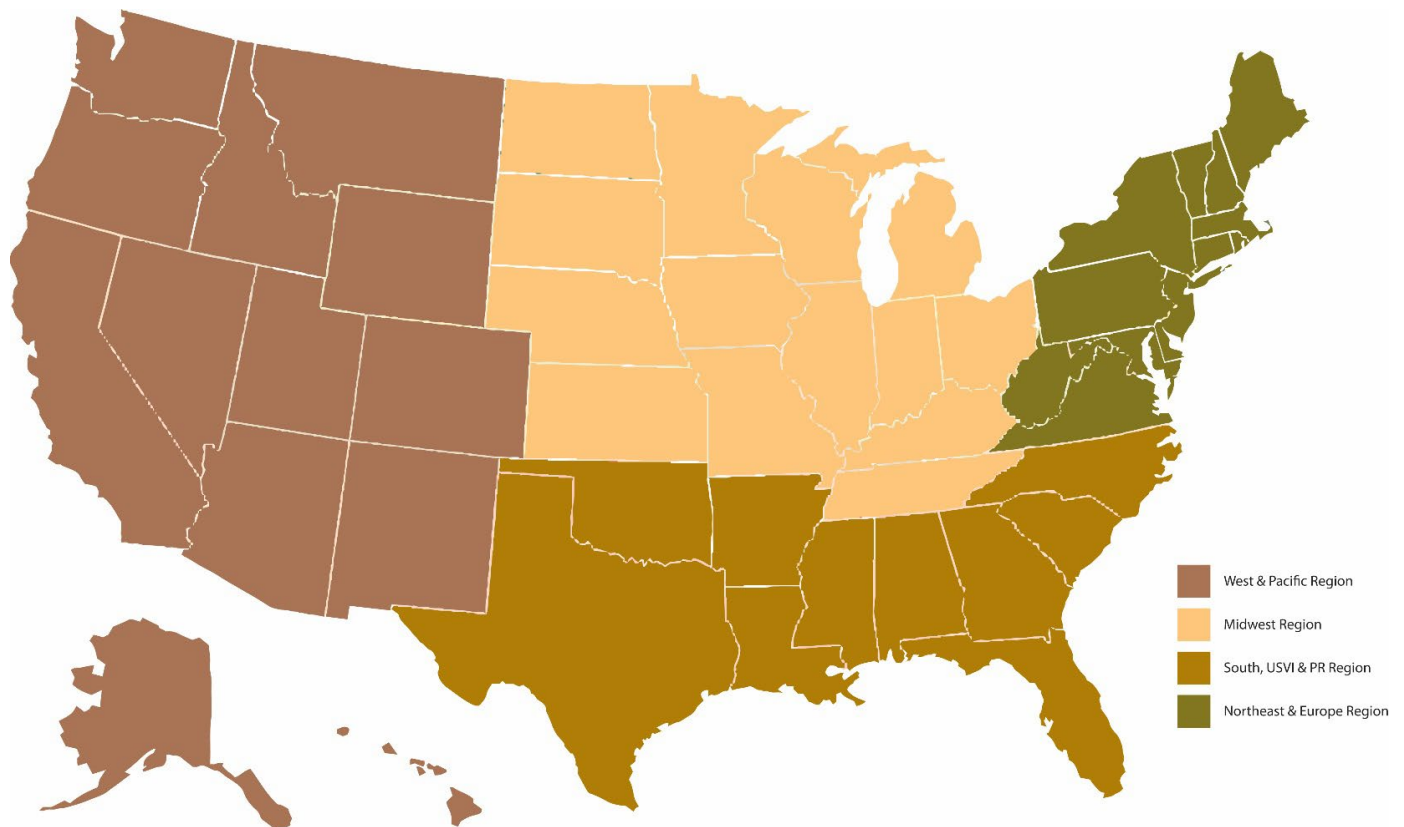 West & Pacific Region
Midwest Region
South, USVI & PR Region
Northeast & Europe Region